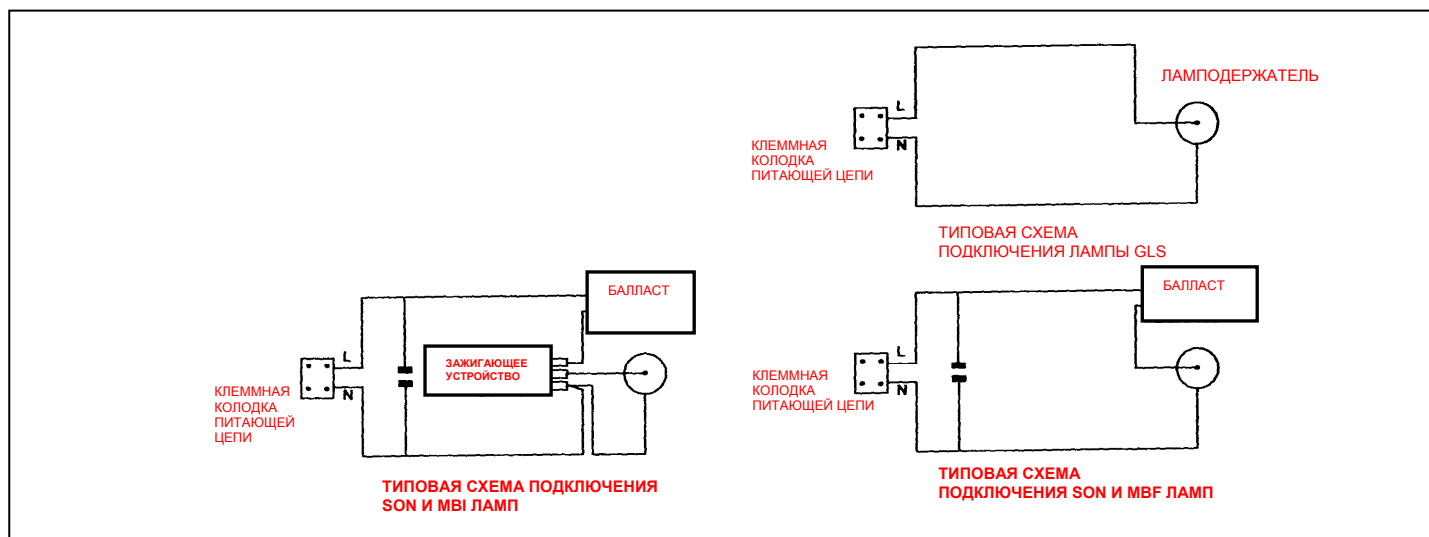 ЛАМПОДЕРЖАТЕЛЬ
L
N
КЛЕММНАЯ
КОЛОДКА
ПИТАЮЩЕЙ ЦЕПИ
ТИПОВАЯ СХЕМА
ПОДКЛЮЧЕНИЯ ЛАМПЫ GLS
БАЛЛАСТ
ЗАЖИГАЮЩЕЕ
УСТРОЙСТВО
L
N
КЛЕММНАЯ
КОЛОДКА
ПИТАЮЩЕЙ
ЦЕПИ
ТИПОВАЯ СХЕМА ПОДКЛЮЧЕНИЯ
SON И MBI ЛАМП
БАЛЛАСТ
L
N
КЛЕММНАЯ
КОЛОДКА
ПИТАЮЩЕЙ ЦЕПИ
ТИПОВАЯ СХЕМА
ПОДКЛЮЧЕНИЯ SON И MBF ЛАМП